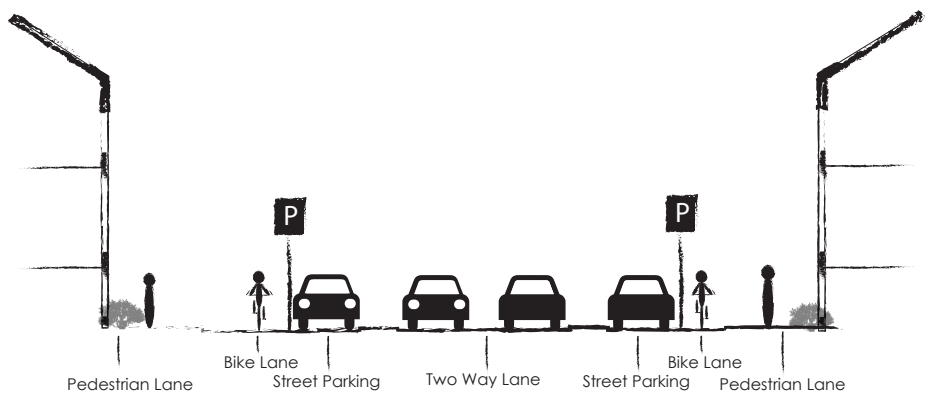 P
P
Bike Lane
Bike Lane
Pedestrian Lane
Street Parking
Two Way Lane
Street Parking
Pedestrian Lane